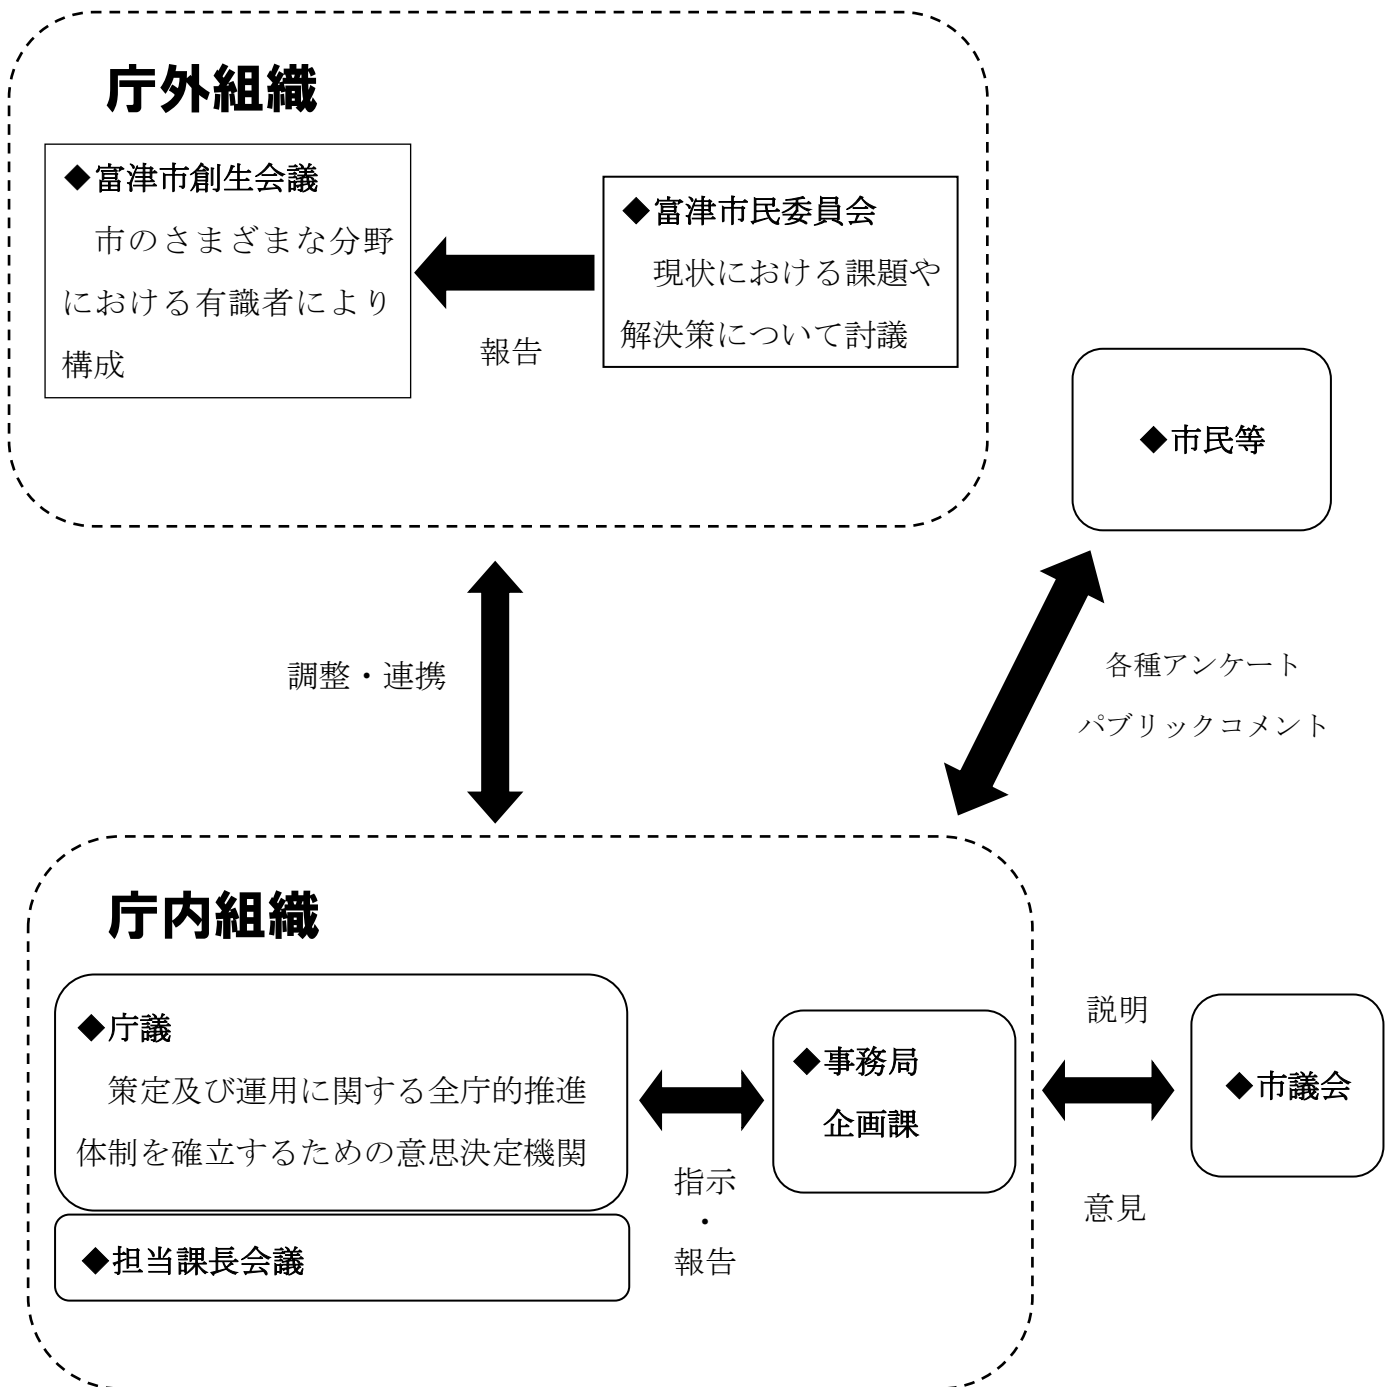 庁外組織
◆富津市創生会議
市のさまざまな分野
における有識者により
構成
報告
◆富津市民委員会
現状における課題や
解決策について討議
◆市民等
調整・連携
各種アンケート
パブリックコメント
庁内組織
◆庁議
策定及び運用に関する全庁的推進
体制を確立するための意思決定機関
◆担当課長会議
指示
・
報告
◆事務局
企画課
説明
意見
◆市議会